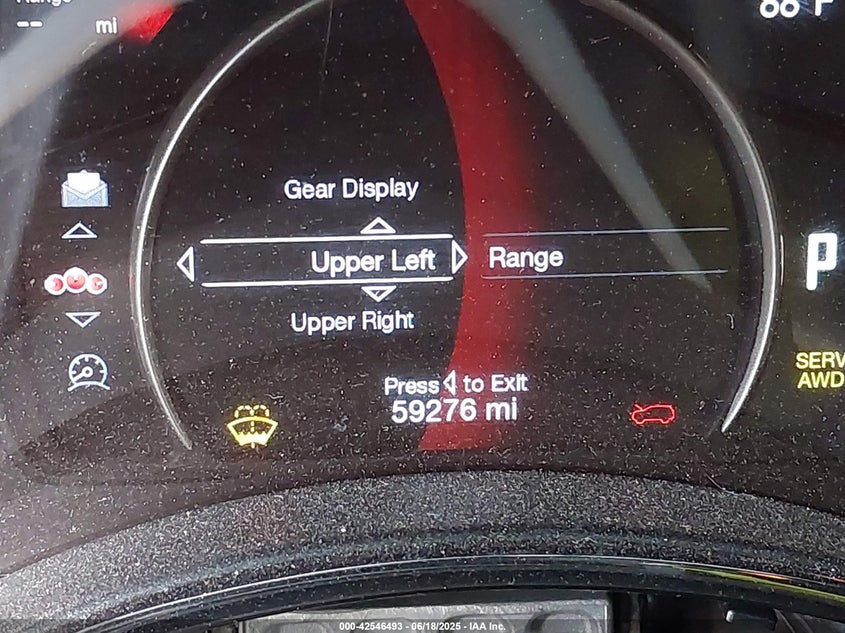 Range
-- mi
Gear Display
Upper Left
Range
Upper Right
P
SERV
AWD
Press to Exit
59276 mi
000-42546493 - 06/18/2025 - IAA Inc.